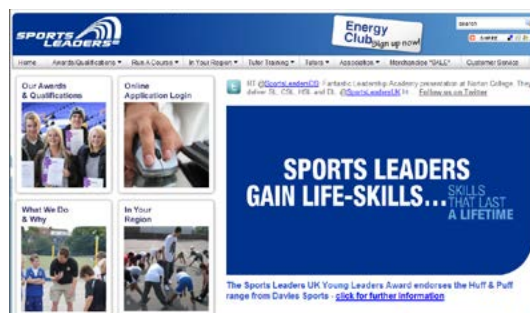 SPORTS
LEADERS UK
Energy
Club
Sign up now!
search
SHARE
Home
Awards/Qualifications
Run A Course
In Your Region
Tutor Training
Tutors
Association
Merchandise *SALE*
Customer Service
Our Awards
& Qualifications
Online
Application Login
What We Do
& Why
In Your
Region
Fantastic Leadership Academy presentation at Norton College. They
deliver SL, CSL, HSL and DL. @SportsLeadersUK
Follow us on Twitter
SPORTS LEADERS
GAIN LIFE-SKILLS...
SKILLS
THAT LAST
A LIFETIME
The Sports Leaders UK Young Leaders Award endorses the Huff & Puff
range from Davies Sports - click for further information